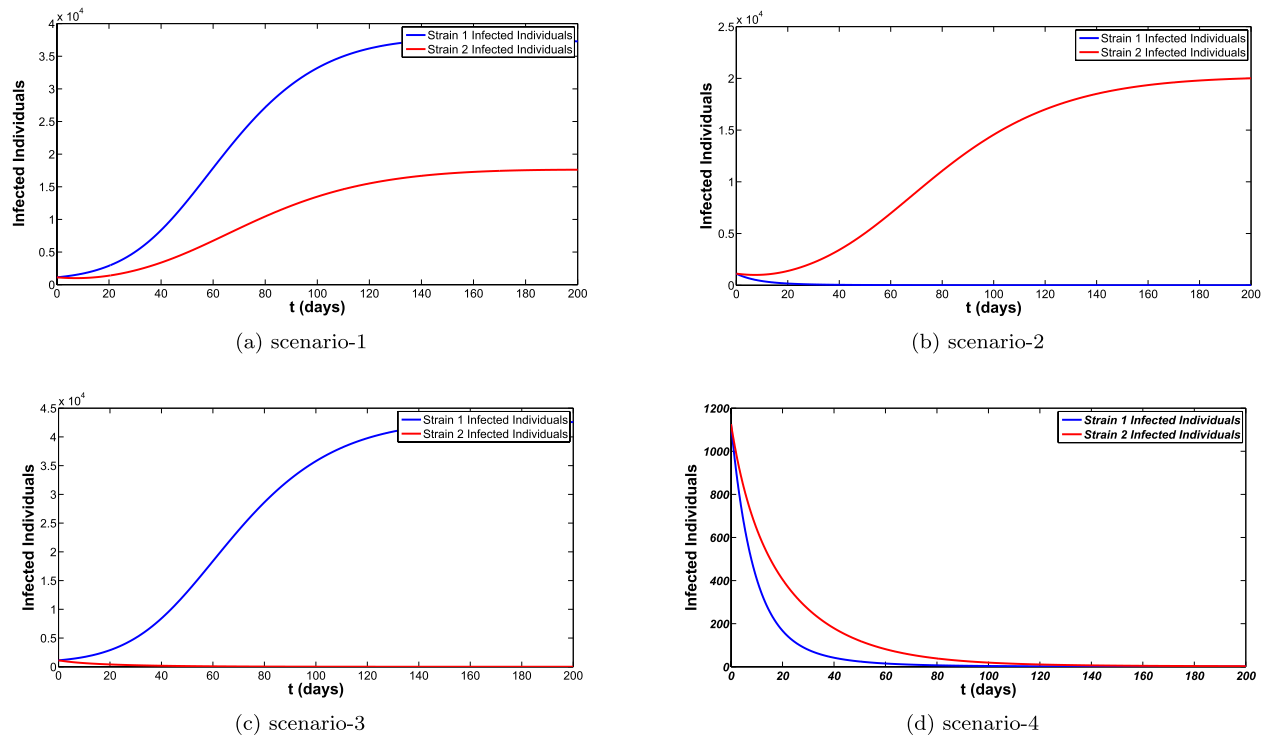 x 10^4
4
3.5
3
2.5
2
1.5
1
0.5
0
Infected Individuals
Strain 1 Infected Individuals
Strain 2 Infected Individuals
0 20 40 60 80 100 120 140 160 180 200
t (days)
(a) scenario-1
x 10^4
2.5
2
1.5
1
0.5
0
Infected Individuals
Strain 1 Infected Individuals
Strain 2 Infected Individuals
0 20 40 60 80 100 120 140 160 180 200
t (days)
(b) scenario-2
x 10^4
4.5
4
3.5
3
2.5
2
1.5
1
0.5
0
Infected Individuals
Strain 1 Infected Individuals
Strain 2 Infected Individuals
0 20 40 60 80 100 120 140 160 180 200
t (days)
(c) scenario-3
1200
1000
800
600
400
200
0
Infected Individuals
Strain 1 Infected Individuals
Strain 2 Infected Individuals
0 20 40 60 80 100 120 140 160 180 200
t (days)
(d) scenario-4